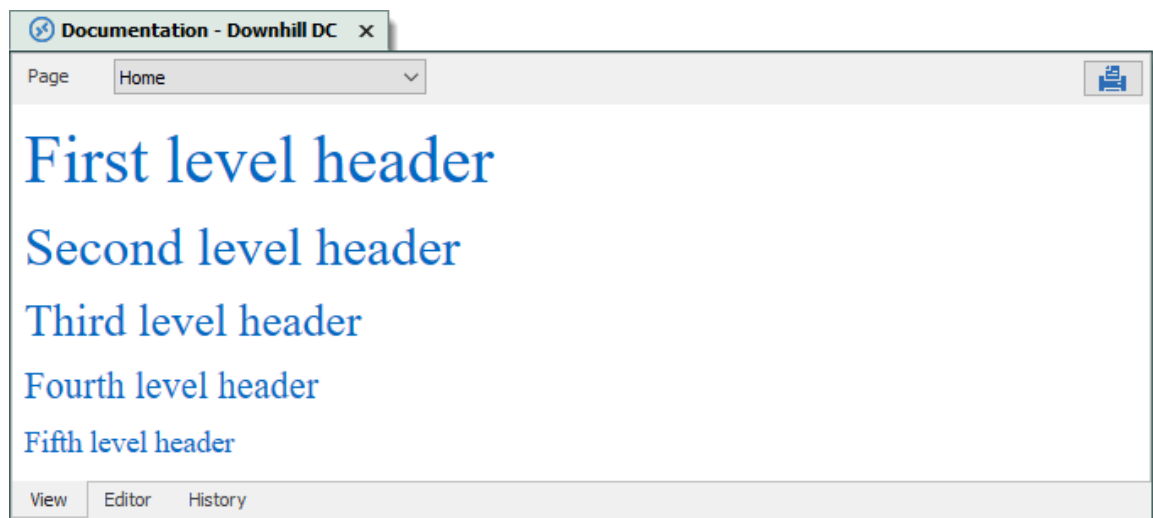 Documentation - Downhill DC
Page Home
First level header
Second level header
Third level header
Fourth level header
Fifth level header
View Editor History